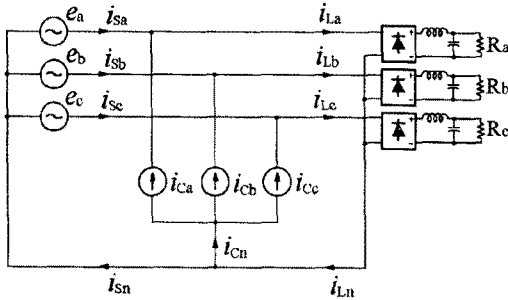 e_a i_Sa i_La R_a
e_b i_Sb i_Lb R_b
e_c i_Sc i_Lc R_c
i_Ca i_Cb i_Cc
i_Cn
i_Sn i_Ln